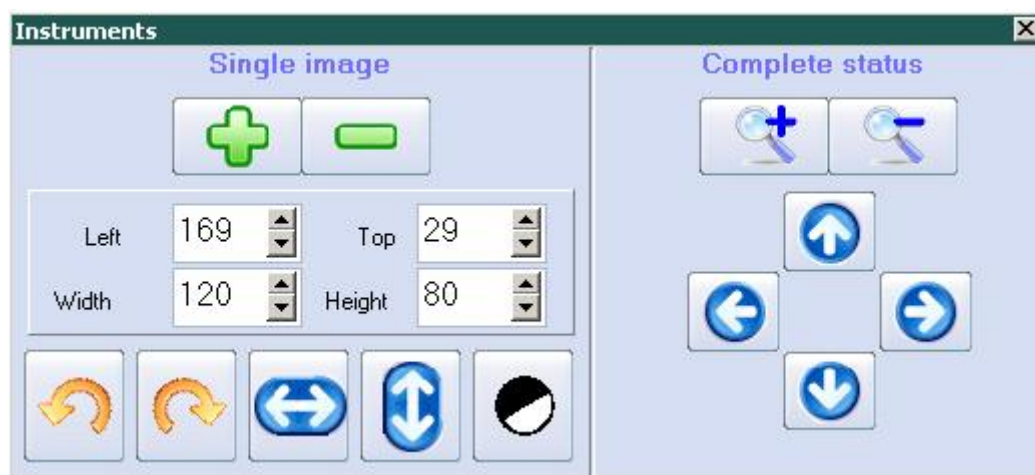 Instruments
Single image
Complete status
Left 169 Top 29
Width 120 Height 80